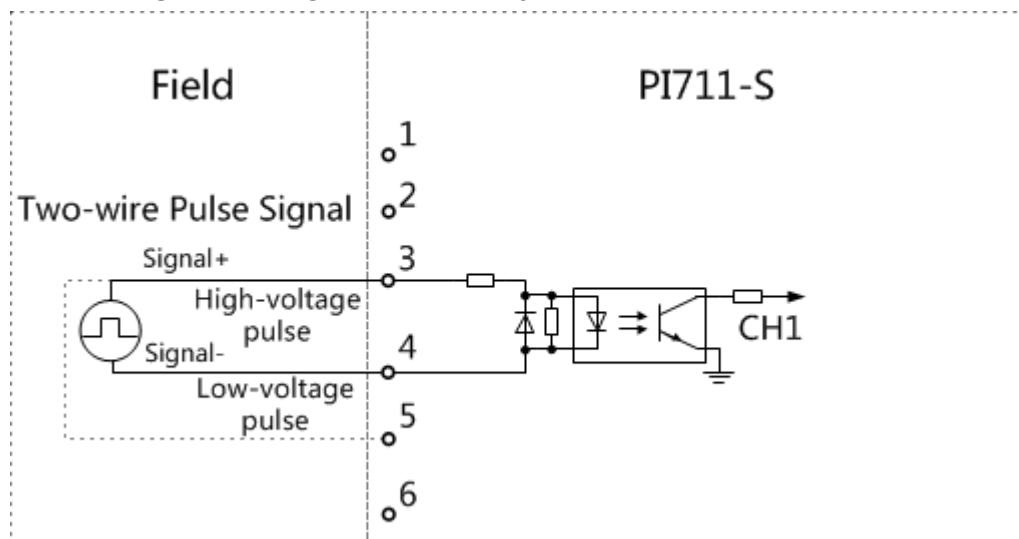 Field
PI711-S
1
2
Two-wire Pulse Signal
Signal+
3
High-voltage
pulse
CH1
Signal-
4
Low-voltage
pulse
5
6